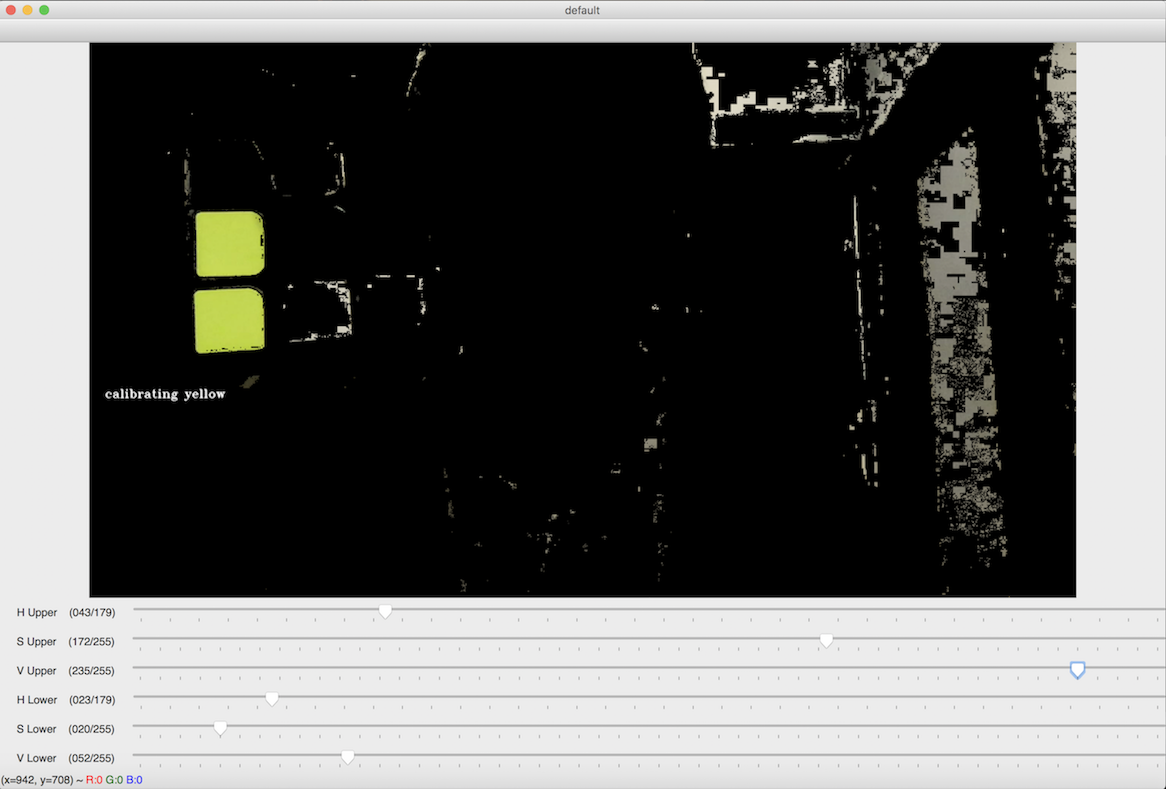 default
calibrating yellow
H Upper (043/179)
S Upper (172/255)
V Upper (235/255)
H Lower (023/179)
S Lower (020/255)
V Lower (052/255)
(x=942, y=708) ~ R:0 G:0 B:0